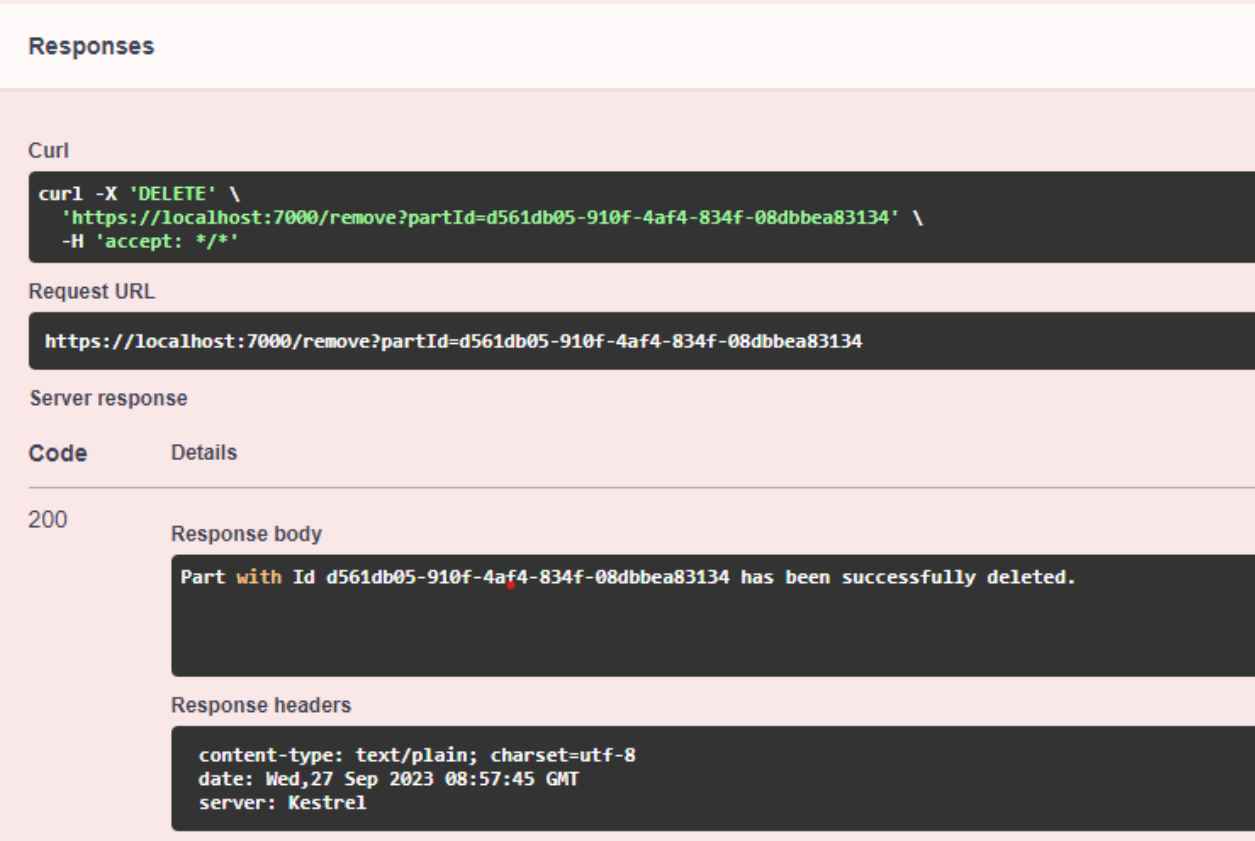 Responses
Curl
curl -X 'DELETE' \
'https://localhost:7000/remove?partId=d561db05-910f-4af4-834f-08dbbea83134' \
-H 'accept: */*'
Request URL
https://localhost:7000/remove?partId=d561db05-910f-4af4-834f-08dbbea83134
Server response
Code Details
200
Response body
Part with Id d561db05-910f-4af4-834f-08dbbea83134 has been successfully deleted.
Response headers
content-type: text/plain; charset=utf-8
date: Wed,27 Sep 2023 08:57:45 GMT
server: Kestrel